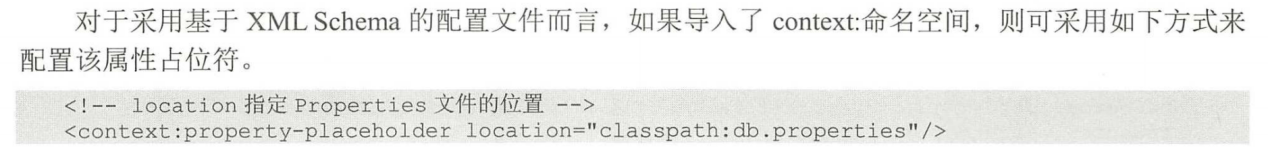 对于采用基于 XML Schema 的配置文件而言，如果导入了 context:命名空间，则可采用如下方式来
配置该属性占位符。
<!-- location 指定 Properties 文件的位置 -->
<context:property-placeholder location="classpath:db.properties"/>